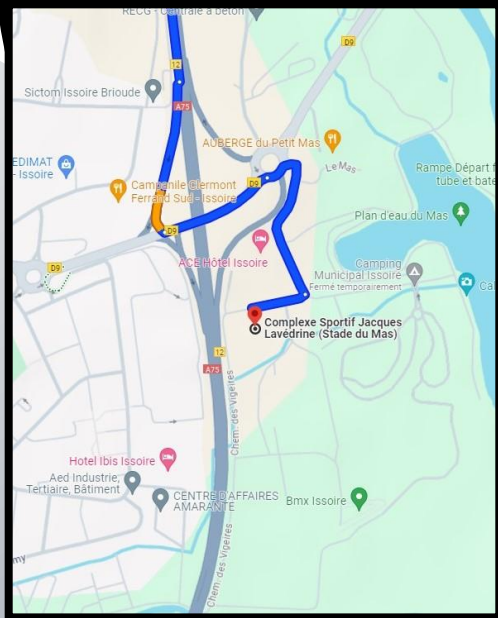 RECG - Centrale à béton
D9
12
Sictom Issoire Brioude
A75
AUBERGE du Petit Mas
EDIMAT
- Issoire
Campanile Clermont
Ferrand Sud - Issoire
D9
Le Mas
Rampe Départ
tube et bate
D9
Plan d'eau du Mas
ACE Hôtel Issoire
D9
Camping
Municipal Issoire
Fermé temporairement
Complexe Sportif Jacques
Lavédrine (Stade du Mas)
12
A75
Chem. des Vigeires
Hotel Ibis Issoire
Aed Industrie,
Tertiaire, Bâtiment
CENTRE D'AFFAIRES
AMARANTE
Bmx Issoire
my
Chem. des Vigeires